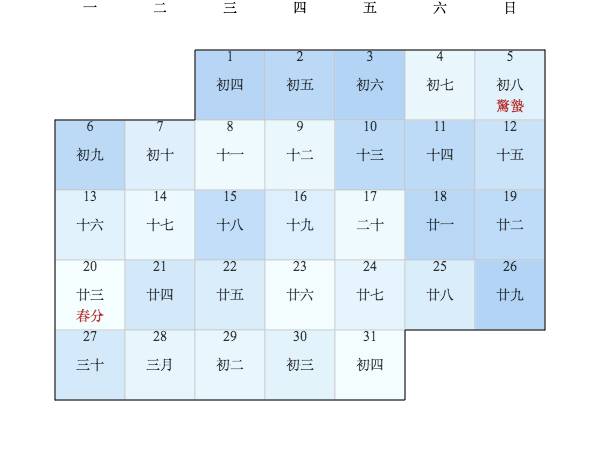 一 二 三 四 五 六 日
1 2 3 4 5
初四 初五 初六 初七 初八
驚蟄
6 7 8 9 10 11 12
初九 初十 十一 十二 十三 十四 十五
13 14 15 16 17 18 19
十六 十七 十八 十九 二十 廿一 廿二
20 21 22 23 24 25 26
廿三 廿四 廿五 廿六 廿七 廿八 廿九
春分
27 28 29 30 31
三十 三月 初二 初三 初四